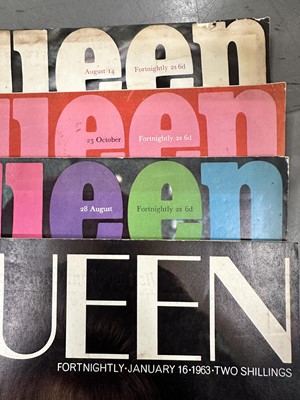 ueen
August 14 Fortnightly 2s 6d
ueen
23 October Fortnightly 2s 6d
ueen
28 August Fortnightly 2s 6d
UEEN
FORTNIGHTLY·JANUARY 16·1963·TWO SHILLINGS